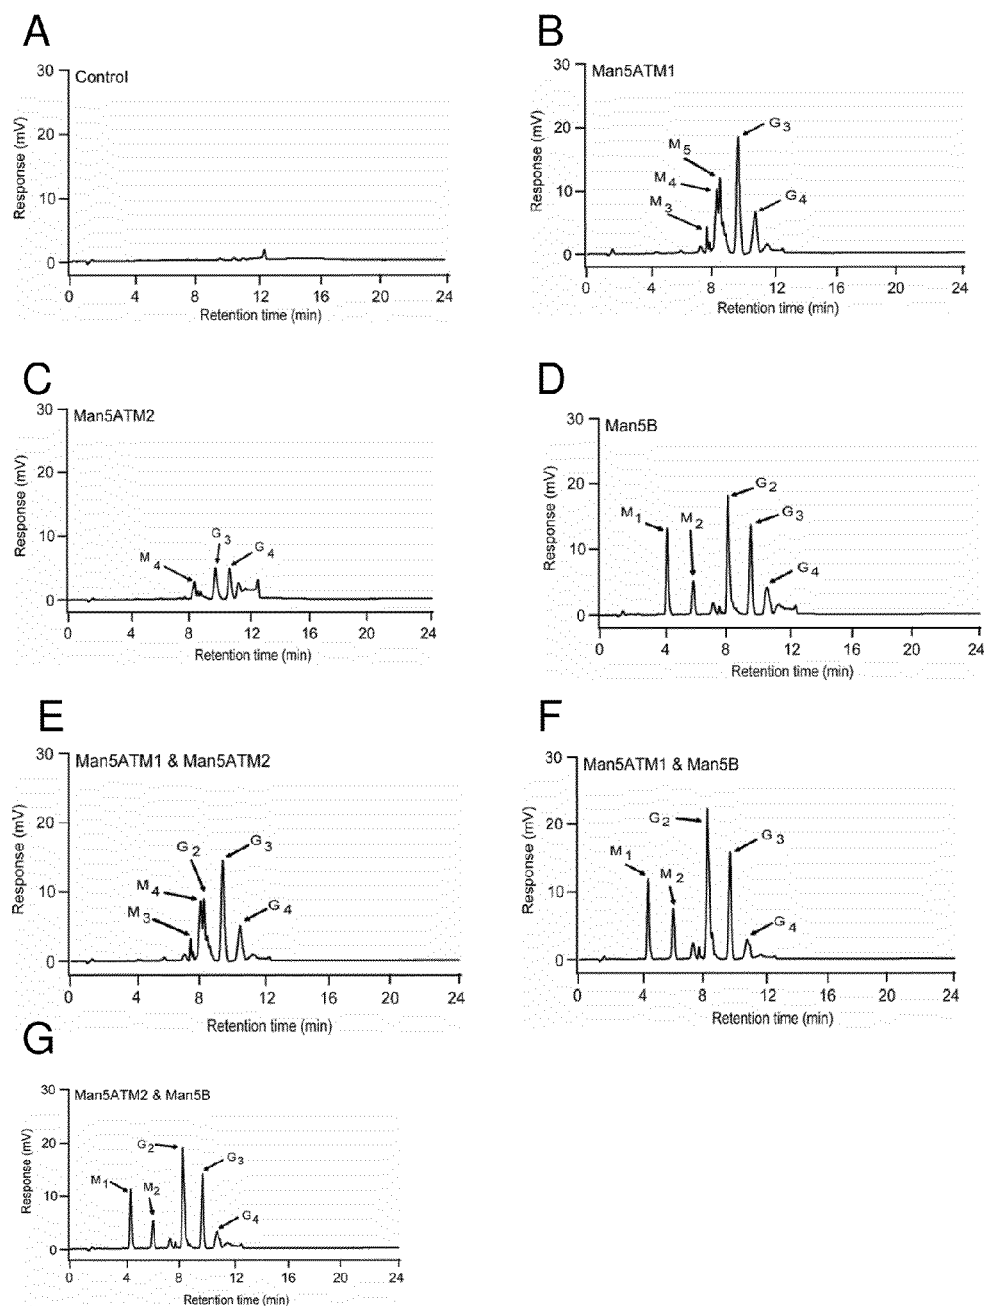 A
B
Control
Man5ATM1
30
20
10
0
Response (mV)
0 4 8 12 16 20 24
Retention time (min)
30
20
10
0
Response (mV)
G3
M5
M4
M3
G4
0 4 8 12 16 20 24
Retention time (min)
C
D
Man5ATM2
30
20
10
0
Response (mV)
M4
G3
G4
0 4 8 12 16 20 24
Retention time (min)
Man5B
30
20
10
0
Response (mV)
M1
M2
G2
G3
G4
0 4 8 12 16 20 24
Retention time (min)
E
F
Man5ATM1 & Man5ATM2
30
20
10
0
Response (mV)
G2
G3
M4
M3
G4
0 4 8 12 16 20 24
Retention time (min)
Man5ATM1 & Man5B
30
20
10
0
Response (mV)
G2
G3
M1
M2
G4
0 4 8 12 16 20 24
Retention time (min)
G
Man5ATM2 & Man5B
30
20
10
0
Response (mV)
G2
G3
M1
M2
G4
0 4 8 12 16 20 24
Retention time (min)